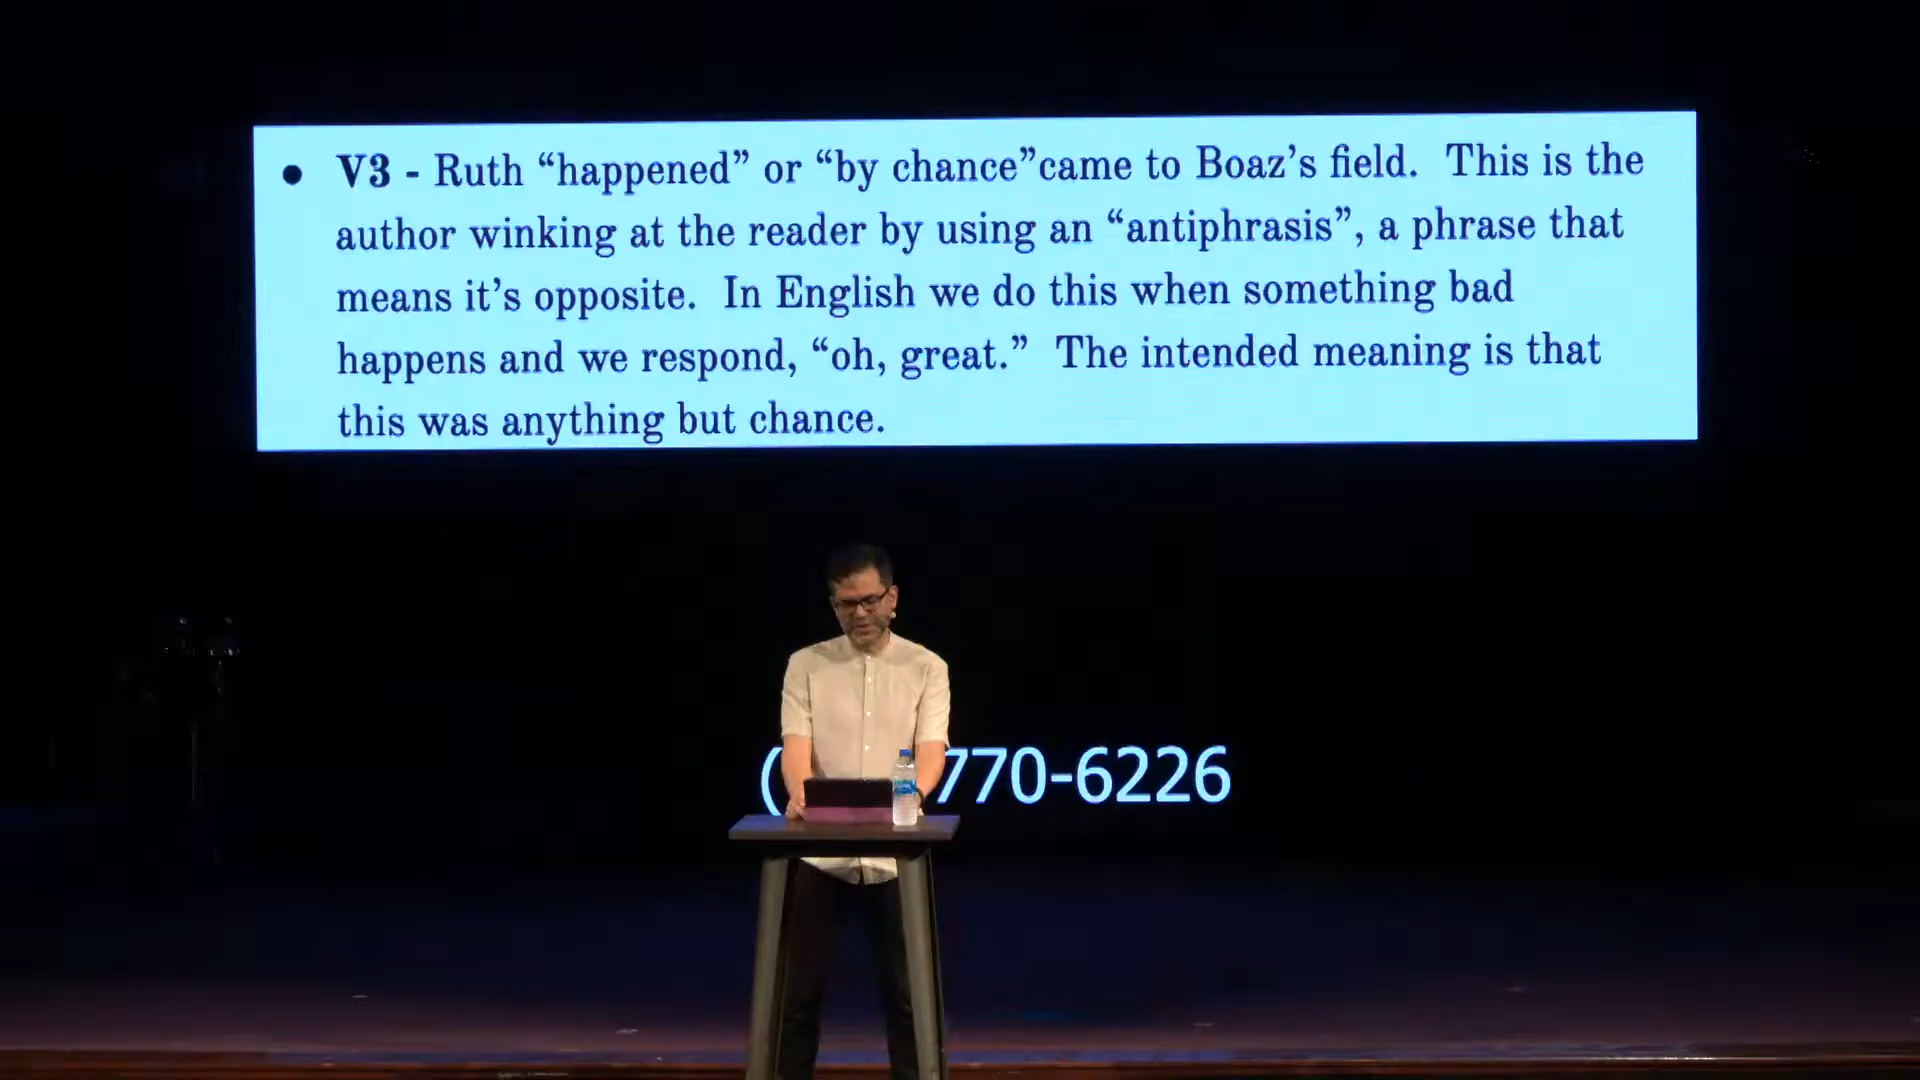 • V3 - Ruth “happened” or “by chance”came to Boaz’s field.  This is the
author winking at the reader by using an “antiphrasis”, a phrase that
means it’s opposite.  In English we do this when something bad
happens and we respond, “oh, great.”  The intended meaning is that
this was anything but chance.
( 770-6226